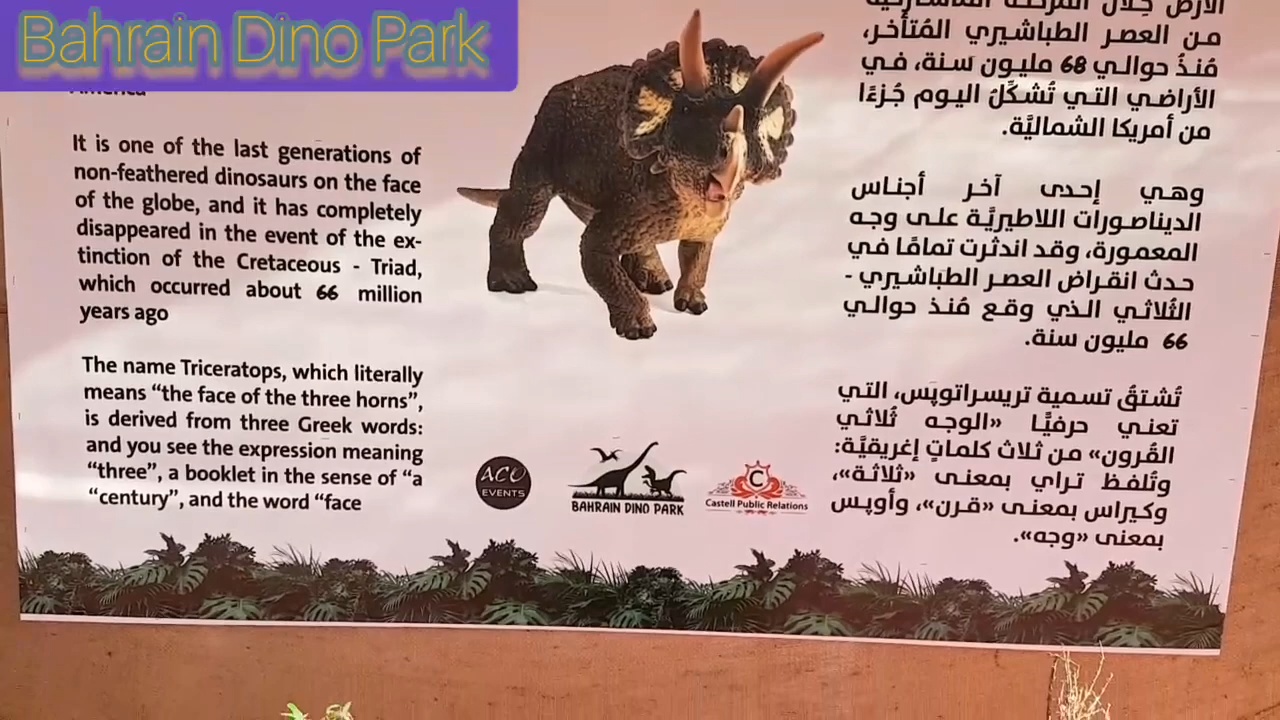 Bahrain Dino Park
America
It is one of the last generations of
non-feathered dinosaurs on the face
of the globe, and it has completely
disappeared in the event of the ex-
tinction of the Cretaceous - Triad,
which occurred about 66 million
years ago
The name Triceratops, which literally
means “the face of the three horns”,
is derived from three Greek words:
and you see the expression meaning
“three”, a booklet in the sense of “a
“century”, and the word “face
من العصر الطباشيري المُتأخر،
مُنذُ حوالي 68 مليون سنة، في
الأراضي التي تُشكِّلُ اليوم جُزءًا
من أمريكا الشماليَّة.
وهي إحدى آخر أجناس
الديناصورات اللاطيريَّة على وجه
المعمورة، وقد اندثرت تمامًا في
حدث انقراض العصر الطباشيري -
الثُلاثي الذي وقع مُنذ حوالي
66 مليون سنة.
تُشتقُ تسمية تريسراتوپس، التي
تعني حرفيًّا «الوجه ثُلاثي
القُرون» من ثلاث كلماتٍ إغريقيَّة:
وتُلفظ تراي بمعنى «ثلاثة»،
وكيراس بمعنى «قرن»، وأوپس
بمعنى «وجه».
ACO
EVENTS
BAHRAIN DINO PARK
C
Castell Public Relations